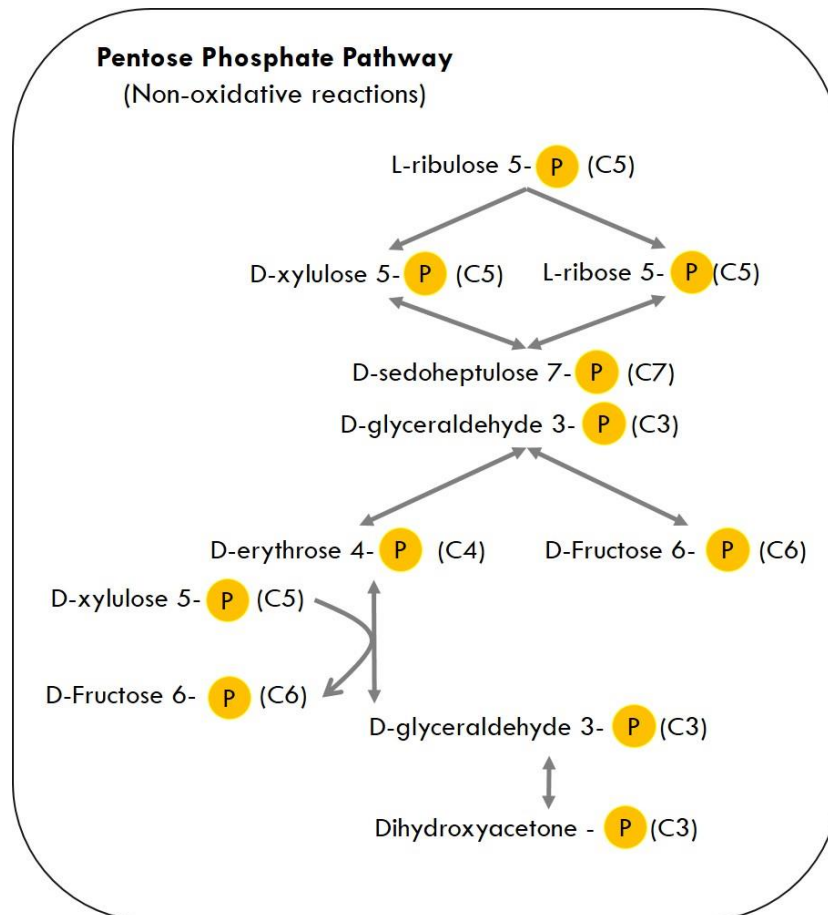 Pentose Phosphate Pathway
(Non-oxidative reactions)
L-ribulose 5- P (C5)
D-xylulose 5- P (C5) L-ribose 5- P (C5)
D-sedoheptulose 7- P (C7)
D-glyceraldehyde 3- P (C3)
D-erythrose 4- P (C4) D-Fructose 6- P (C6)
D-xylulose 5- P (C5)
D-Fructose 6- P (C6)
D-glyceraldehyde 3- P (C3)
Dihydroxyacetone - P (C3)